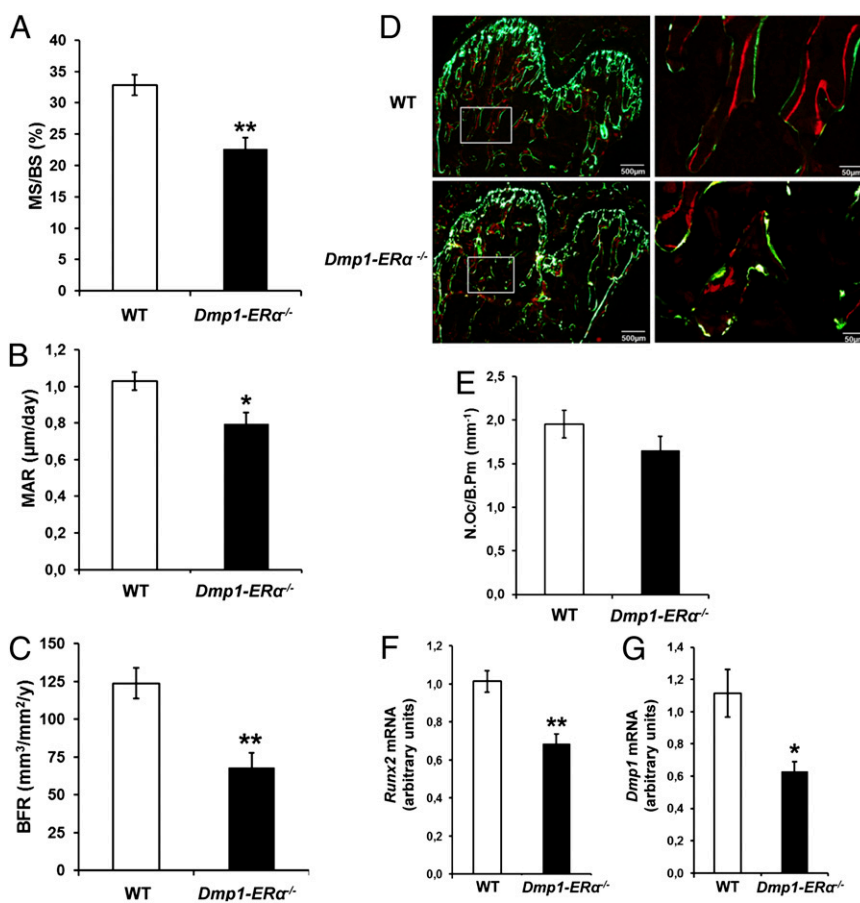 A
MS/BS (%)
40
35
30
25
20
15
10
5
0
**
WT
Dmp1-ERα-/-
B
MAR (µm/day)
1,2
1,0
0,8
0,6
0,4
0,2
0,0
*
WT
Dmp1-ERα-/-
C
BFR (mm³/mm²/y)
150
125
100
75
50
25
0
**
WT
Dmp1-ERα-/-
D
WT
500µm
50µm
Dmp1-ERα -/-
500µm
50µm
E
N.Oc/B.Pm (mm⁻¹)
2,5
2,0
1,5
1,0
0,5
0,0
WT
Dmp1-ERα-/-
F
Runx2 mRNA
(arbitrary units)
1,2
1,0
0,8
0,6
0,4
0,2
0,0
**
WT
Dmp1-ERα-/-
G
Dmp1 mRNA
(arbitrary units)
1,4
1,2
1,0
0,8
0,6
0,4
0,2
0,0
*
WT
Dmp1-ERα-/-